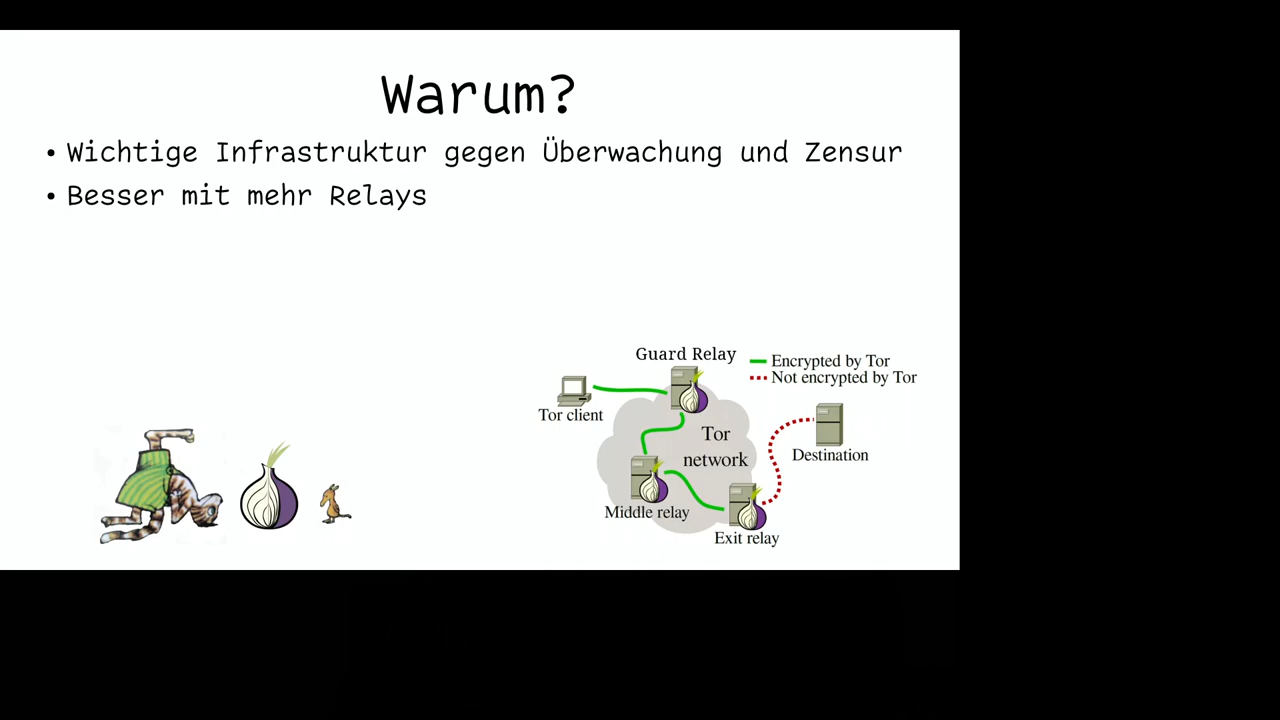 Warum?
• Wichtige Infrastruktur gegen Überwachung und Zensur
• Besser mit mehr Relays
Guard Relay
Encrypted by Tor
Not encrypted by Tor
Tor client
Tor
network
Destination
Middle relay
Exit relay